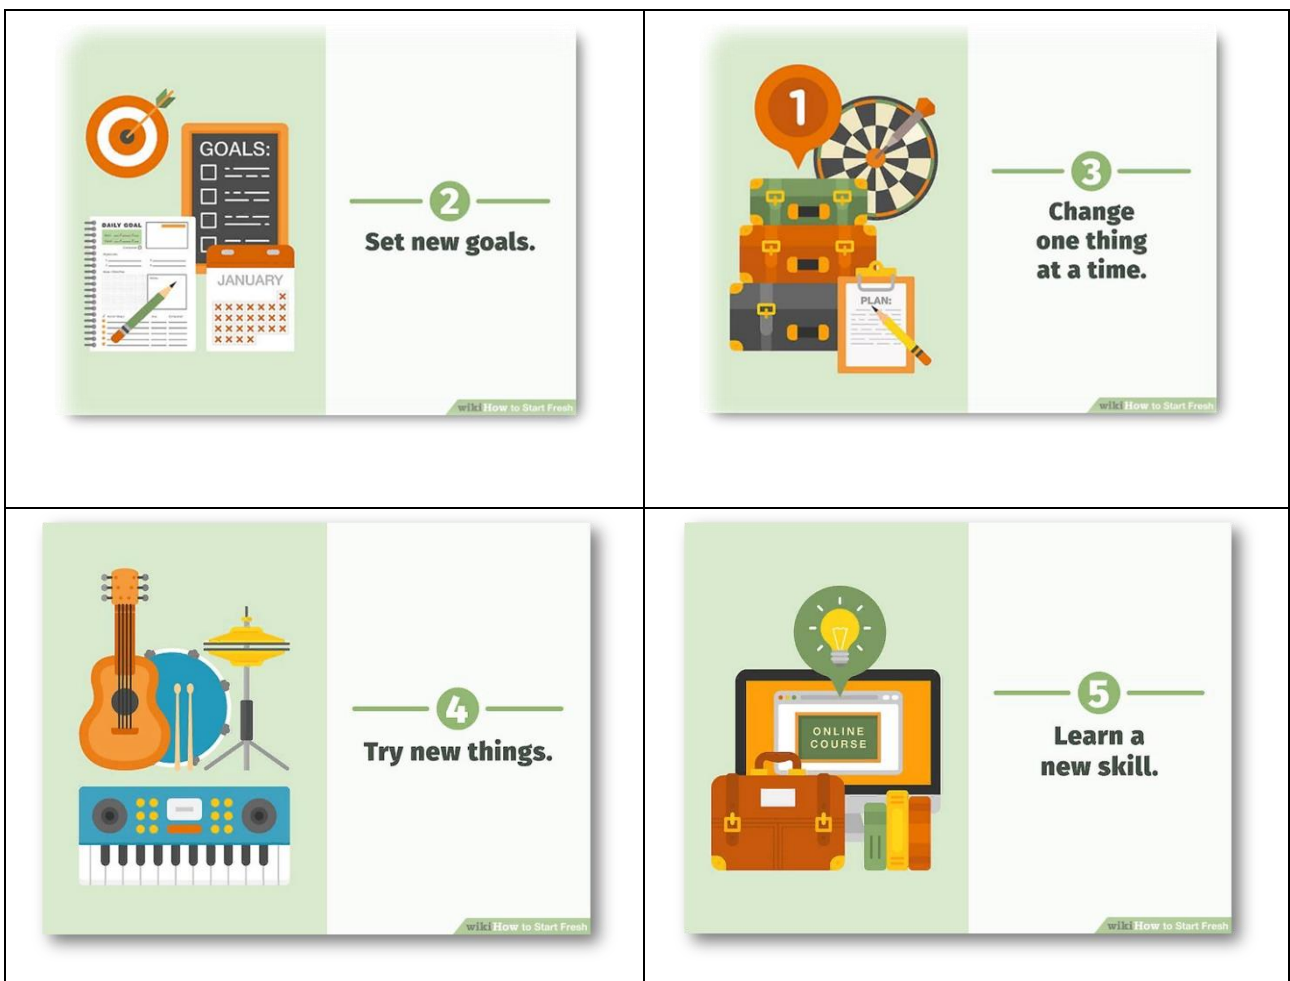 GOALS:
DAILY GOAL
JANUARY
2
Set new goals.
wikiHow to Start Fresh
1
PLAN:
3
Change
one thing
at a time.
wikiHow to Start Fresh
4
Try new things.
wikiHow to Start Fresh
ONLINE
COURSE
5
Learn a
new skill.
wikiHow to Start Fresh